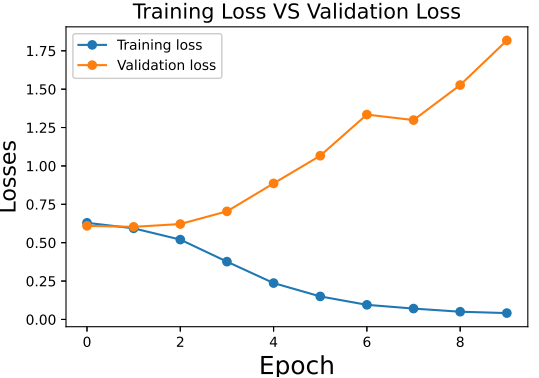 Training Loss VS Validation Loss
Training loss
Validation loss
Losses
1.75
1.50
1.25
1.00
0.75
0.50
0.25
0.00
0 2 4 6 8
Epoch